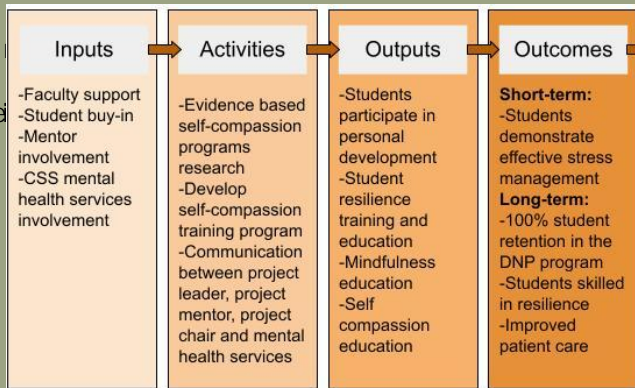 Inputs
-Faculty support
-Student buy-in
-Mentor
involvement
-CSS mental
health services
involvement
Activities
-Evidence based
self-compassion
programs
research
-Develop
self-compassion
training program
-Communication
between project
leader, project
mentor, project
chair and mental
health services
Outputs
-Students
participate in
personal
development
-Student
resilience
training and
education
-Mindfulness
education
-Self
compassion
education
Outcomes
Short-term:
-Students
demonstrate
effective stress
management
Long-term:
-100% student
retention in the
DNP program
-Students skilled
in resilience
-Improved
patient care